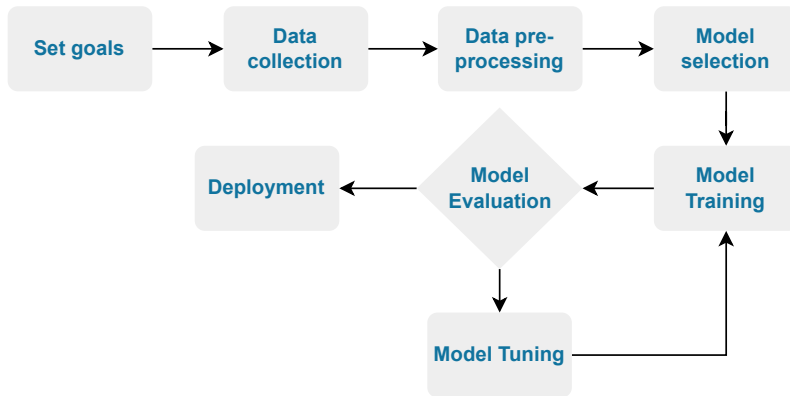 Set goals
Data
collection
Data pre-
processing
Model
selection
Deployment
Model
Evaluation
Model
Training
Model Tuning